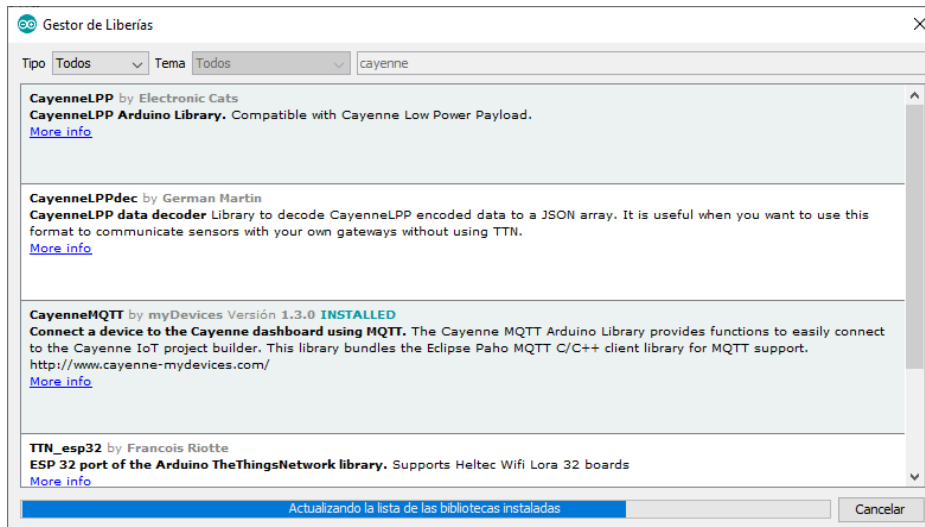 Gestor de Liberías
Tipo Todos Tema Todos cayenne
CayenneLPP by Electronic Cats
CayenneLPP Arduino Library. Compatible with Cayenne Low Power Payload.
More info
CayenneLPPdec by German Martin
CayenneLPP data decoder Library to decode CayenneLPP encoded data to a JSON array. It is useful when you want to use this
format to communicate sensors with your own gateways without using TTN.
More info
CayenneMQTT by myDevices Versión 1.3.0 INSTALLED
Connect a device to the Cayenne dashboard using MQTT. The Cayenne MQTT Arduino Library provides functions to easily connect
to the Cayenne IoT project builder. This library bundles the Eclipse Paho MQTT C/C++ client library for MQTT support.
http://www.cayenne-mydevices.com/
More info
TTN_esp32 by Francois Riotte
ESP 32 port of the Arduino TheThingsNetwork library. Supports Heltec Wifi Lora 32 boards
More info
Actualizando la lista de las bibliotecas instaladas Cancelar